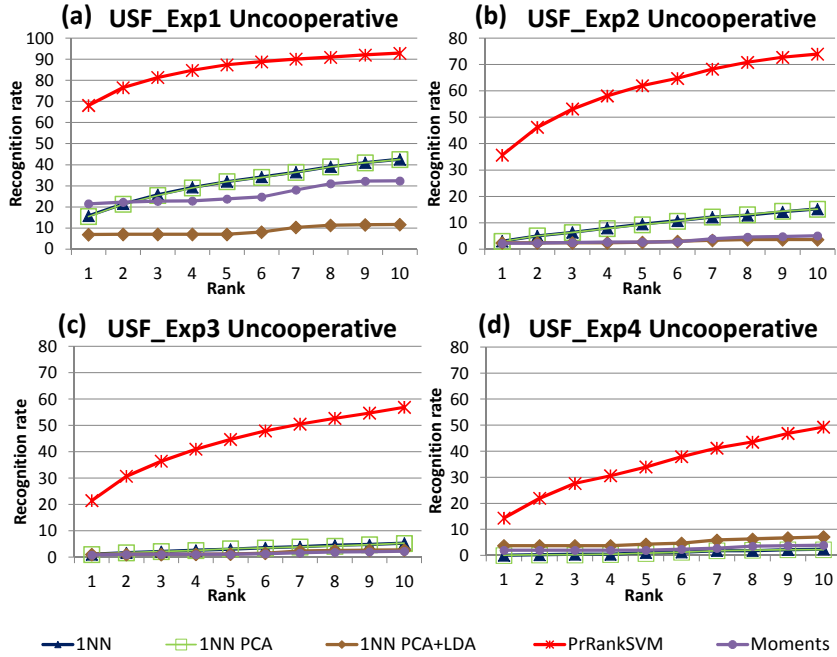 (a) USF_Exp1 Uncooperative
Recognition rate
100
90
80
70
60
50
40
30
20
10
0
1 2 3 4 5 6 7 8 9 10
Rank
(b) USF_Exp2 Uncooperative
Recognition rate
80
70
60
50
40
30
20
10
0
1 2 3 4 5 6 7 8 9 10
Rank
(c) USF_Exp3 Uncooperative
Recognition rate
80
70
60
50
40
30
20
10
0
1 2 3 4 5 6 7 8 9 10
Rank
(d) USF_Exp4 Uncooperative
Recognition rate
80
70
60
50
40
30
20
10
0
1 2 3 4 5 6 7 8 9 10
Rank
1NN 1NN PCA 1NN PCA+LDA PrRankSVM Moments